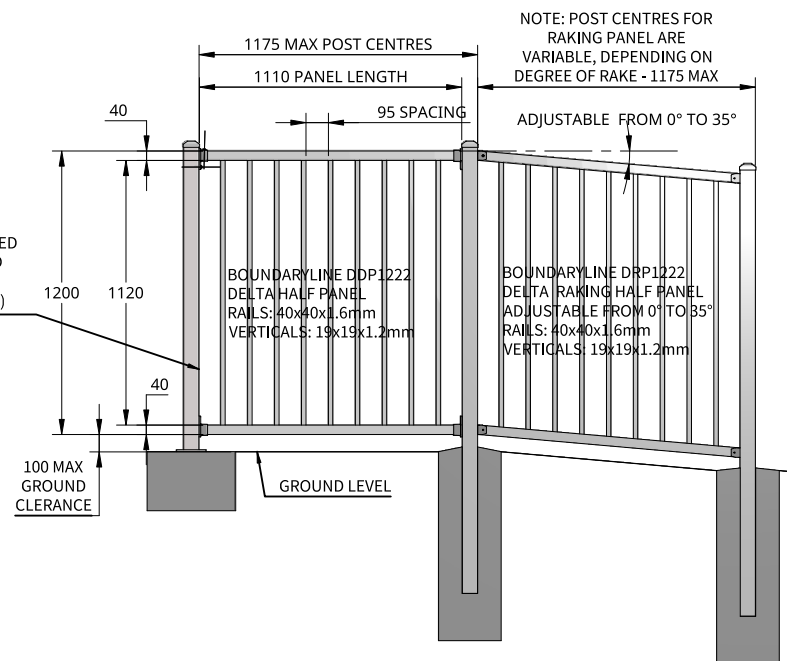 NOTE: POST CENTRES FOR
RAKING PANEL ARE
VARIABLE, DEPENDING ON
DEGREE OF RAKE - 1175 MAX
1175 MAX POST CENTRES
1110 PANEL LENGTH
40
95 SPACING
ADJUSTABLE FROM 0° TO 35°
ED
)
1200
1120
BOUNDARYLINE DDP1222
DELTA HALF PANEL
RAILS: 40x40x1.6mm
VERTICALS: 19x19x1.2mm
BOUNDARYLINE DRP1222
DELTA RAKING HALF PANEL
ADJUSTABLE FROM 0° TO 35°
RAILS: 40x40x1.6mm
VERTICALS: 19x19x1.2mm
40
100 MAX
GROUND
CLERANCE
GROUND LEVEL